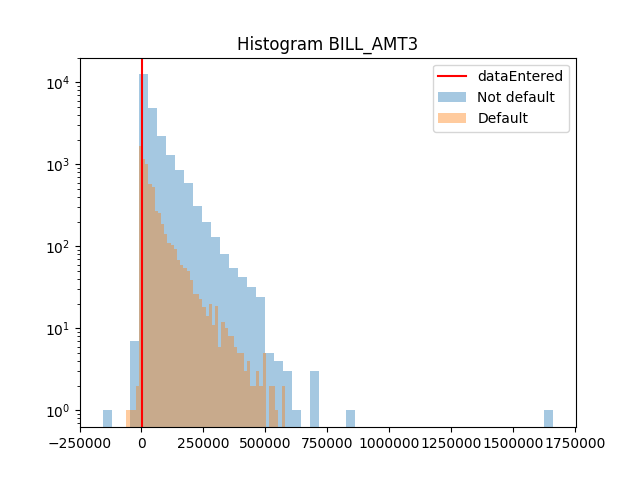 Histogram BILL_AMT3
dataEntered
Not default
Default
10⁴
10³
10²
10¹
10⁰
−250000 0 250000 500000 750000 1000000 1250000 1500000 1750000